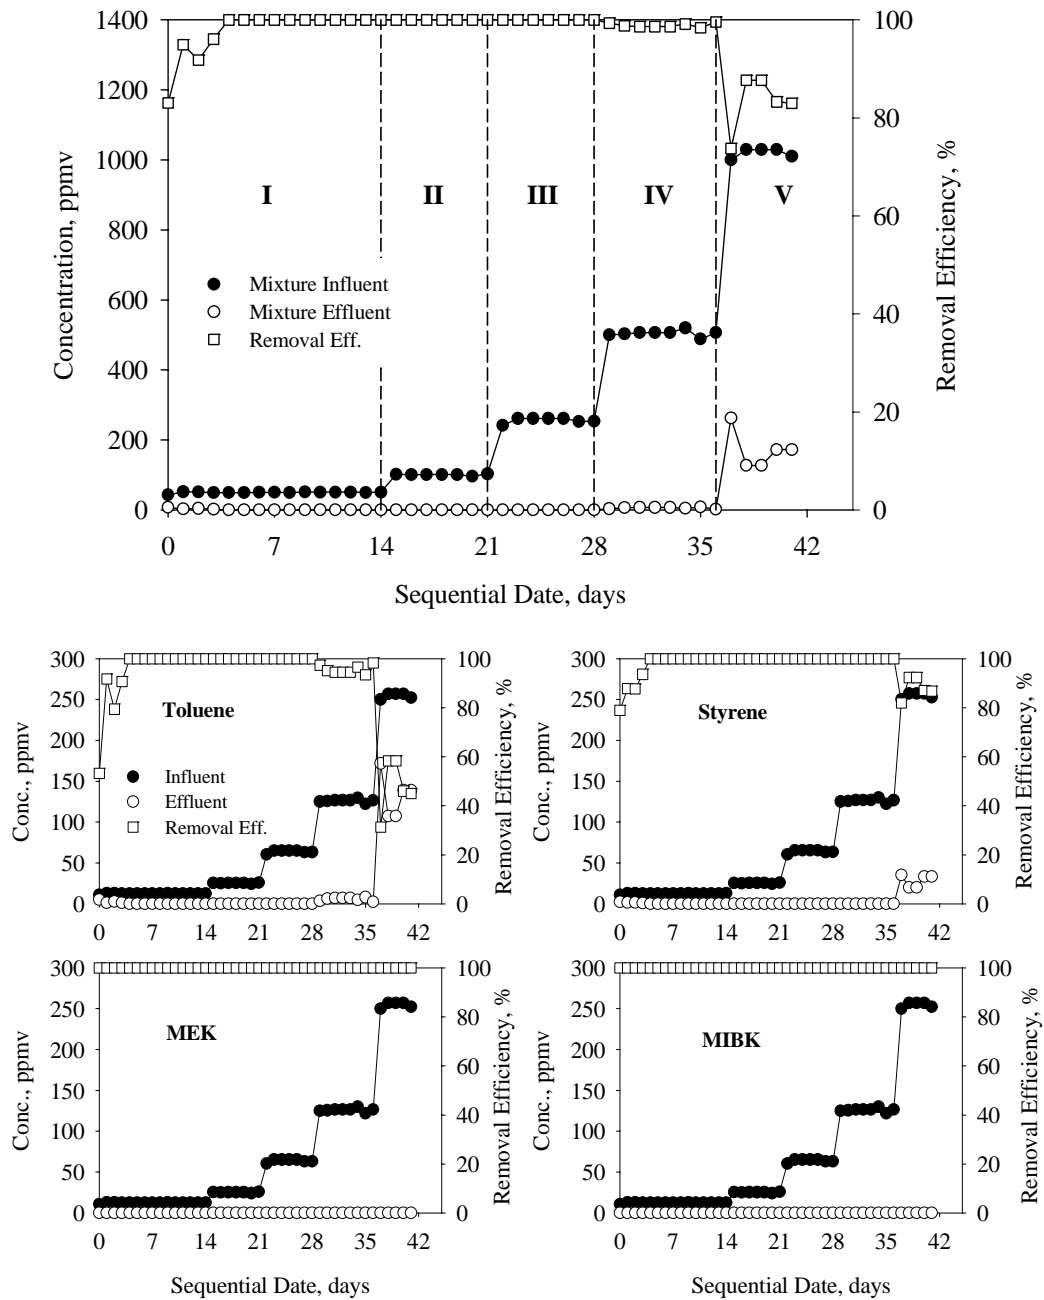 1400
1200
1000
800
600
400
200
0
Concentration, ppmv
100
80
60
40
20
0
Removal Efficiency, %
I II III IV V
Mixture Influent
Mixture Effluent
Removal Eff.
0 7 14 21 28 35 42
Sequential Date, days
300
250
200
150
100
50
0
Conc., ppmv
Toluene
Influent
Effluent
Removal Eff.
100
80
60
40
20
0
Removal Efficiency, %
0 7 14 21 28 35 42
300
250
200
150
100
50
0
Conc., ppmv
Styrene
100
80
60
40
20
0
Removal Efficiency, %
0 7 14 21 28 35 42
300
250
200
150
100
50
0
Conc., ppmv
MEK
100
80
60
40
20
0
Removal Efficiency, %
0 7 14 21 28 35 42
Sequential Date, days
300
250
200
150
100
50
0
Conc., ppmv
MIBK
100
80
60
40
20
0
Removal Efficiency, %
0 7 14 21 28 35 42
Sequential Date, days